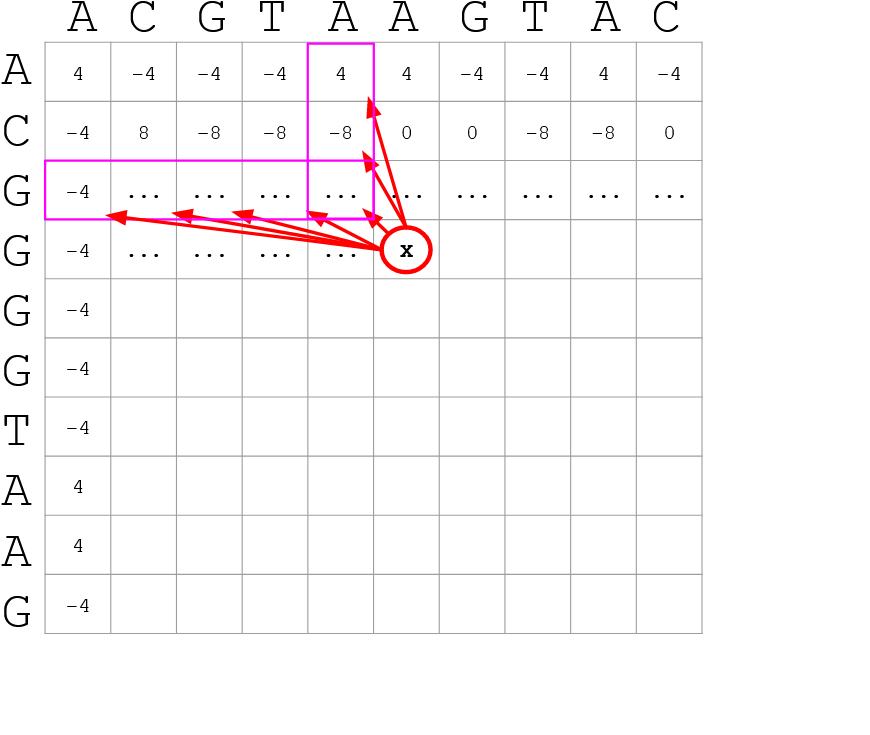 A C G T A A G T A C
A 4 -4 -4 -4 4 4 -4 -4 4 -4
C -4 8 -8 -8 -8 0 0 -8 -8 0
G -4 ... ... ... ... ... ... ... ... ...
G -4 ... ... ... ... x
G -4
G -4
T -4
A 4
A 4
G -4